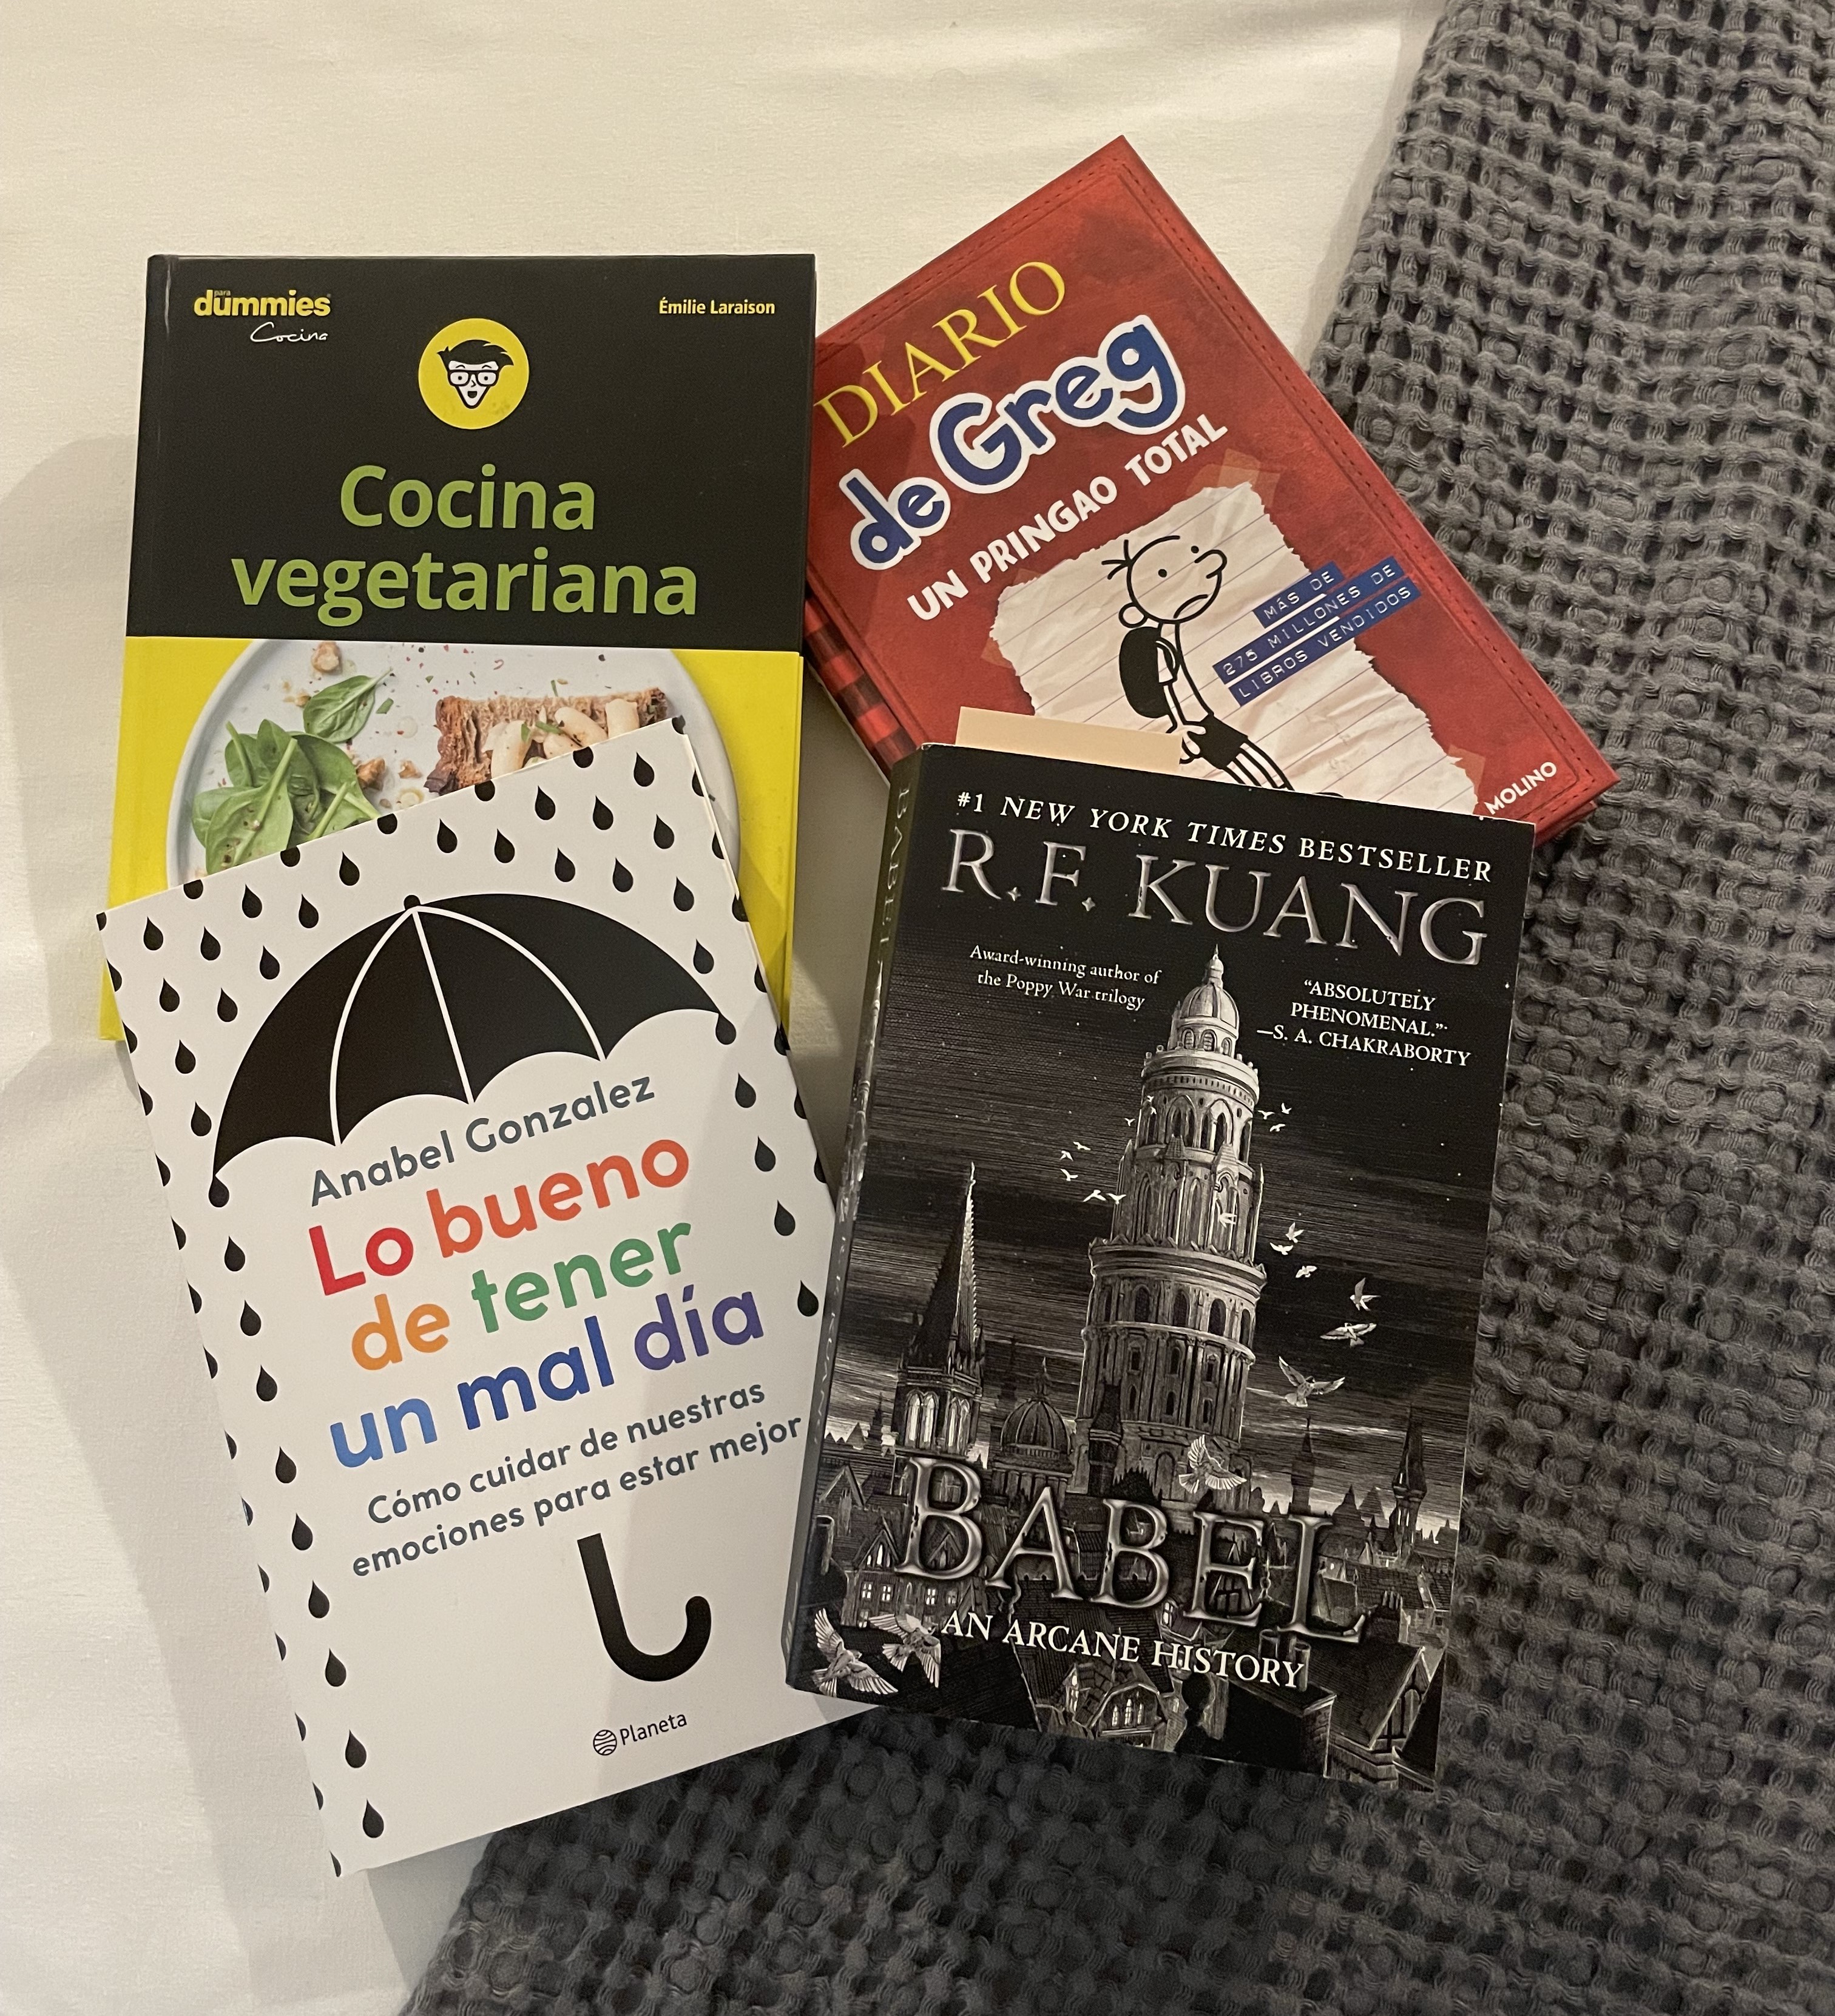 para
dummies
Cocina
Émilie Laraison
Cocina
vegetariana
DIARIO
de Greg
UN PRINGAO TOTAL
MÁS DE
275 MILLONES DE
LIBROS VENDIDOS
MOLINO
Anabel Gonzalez
Lo bueno
de tener
un mal día
Cómo cuidar de nuestras
emociones para estar mejor
Planeta
BABEL
#1 NEW YORK TIMES BESTSELLER
R.F. KUANG
Award-winning author of
the Poppy War trilogy
“ABSOLUTELY
PHENOMENAL.”
—S. A. CHAKRABORTY
BABEL
AN ARCANE HISTORY